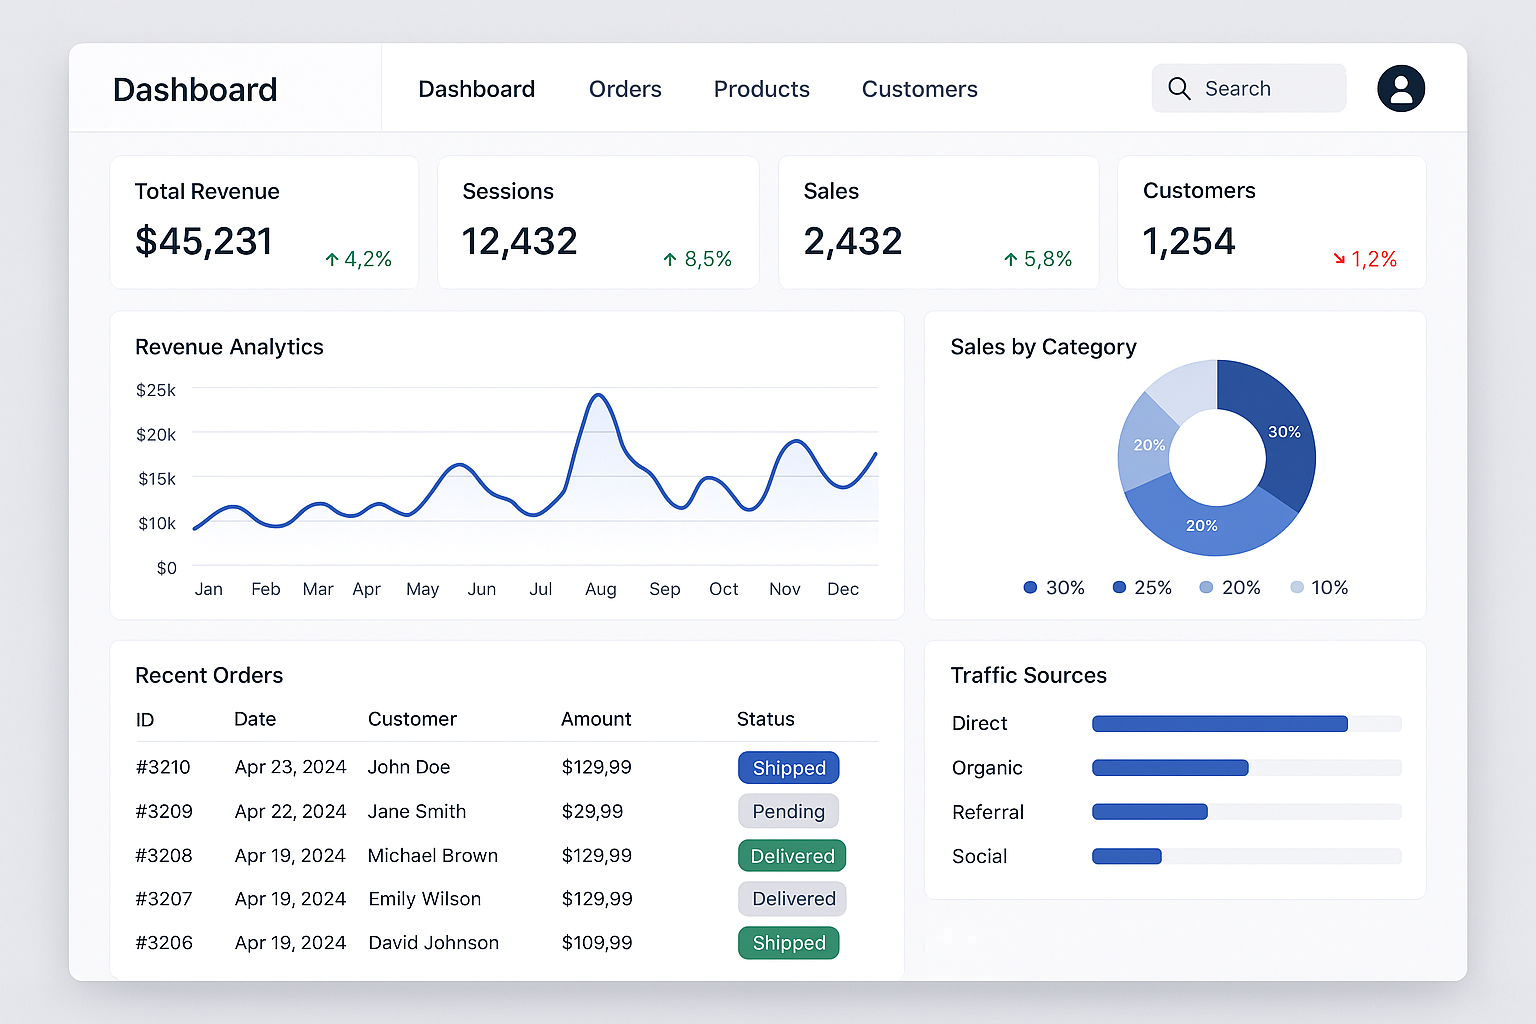 Dashboard
Dashboard Orders Products Customers
Search
Total Revenue
$45,231
↑ 4,2%
Sessions
12,432
↑ 8,5%
Sales
2,432
↑ 5,8%
Customers
1,254
↘ 1,2%
Revenue Analytics
$25k
$20k
$15k
$10k
$0
Jan Feb Mar Apr May Jun Jul Aug Sep Oct Nov Dec
Sales by Category
30%
20%
20%
30% 25% 20% 10%
Recent Orders
ID Date Customer Amount Status
#3210 Apr 23, 2024 John Doe $129,99 Shipped
#3209 Apr 22, 2024 Jane Smith $29,99 Pending
#3208 Apr 19, 2024 Michael Brown $129,99 Delivered
#3207 Apr 19, 2024 Emily Wilson $129,99 Delivered
#3206 Apr 19, 2024 David Johnson $109,99 Shipped
Traffic Sources
Direct
Organic
Referral
Social